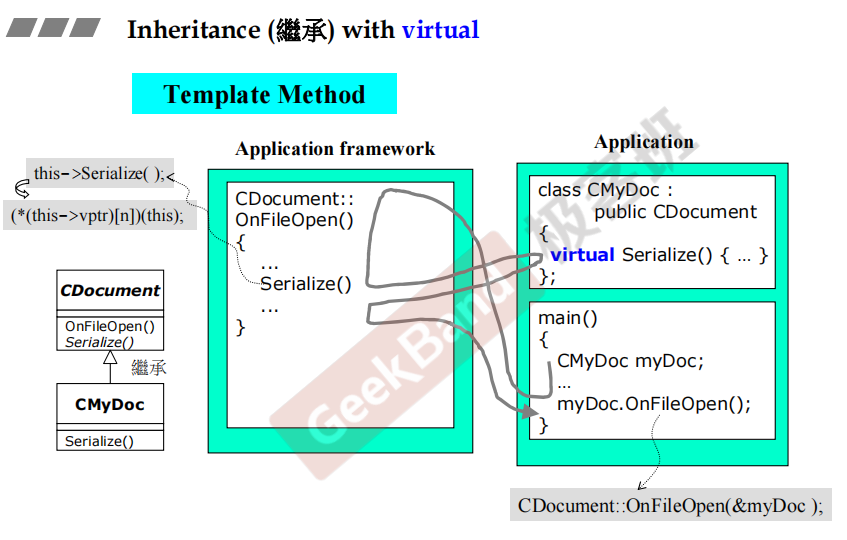 Inheritance (繼承) with virtual
Template Method
Application framework
Application
this->Serialize( );
(*(this->vptr)[n])(this);
CDocument::
OnFileOpen()
{
...
Serialize()
...
}
class CMyDoc :
public CDocument
{
virtual Serialize() { … }
};
main()
{
CMyDoc myDoc;
…
myDoc.OnFileOpen();
}
CDocument::OnFileOpen(&myDoc );
CDocument
OnFileOpen()
Serialize()
繼承
CMyDoc
Serialize()
GeekBand 极客班